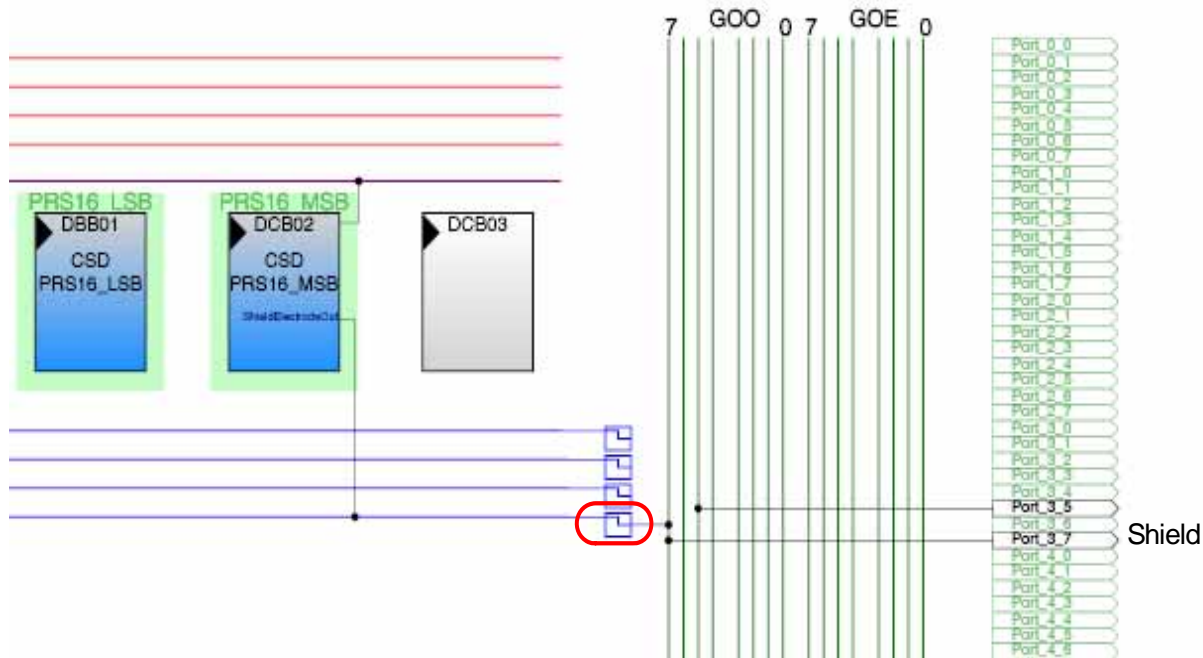 7 GOO 0 7 GOE 0
PRS16_LSB
DBB01
CSD
PRS16_LSB
PRS16_MSB
DCB02
CSD
PRS16_MSB
ShieldElectrodeOut
DCB03
Port_0_0
Port_0_1
Port_0_2
Port_0_3
Port_0_4
Port_0_5
Port_0_6
Port_0_7
Port_1_0
Port_1_1
Port_1_2
Port_1_3
Port_1_4
Port_1_5
Port_1_6
Port_1_7
Port_2_0
Port_2_1
Port_2_2
Port_2_3
Port_2_4
Port_2_5
Port_2_6
Port_2_7
Port_3_0
Port_3_1
Port_3_2
Port_3_3
Port_3_4
Port_3_5
Port_3_6
Port_3_7
Shield
Port_4_0
Port_4_1
Port_4_2
Port_4_3
Port_4_4
Port_4_5
Port_4_6